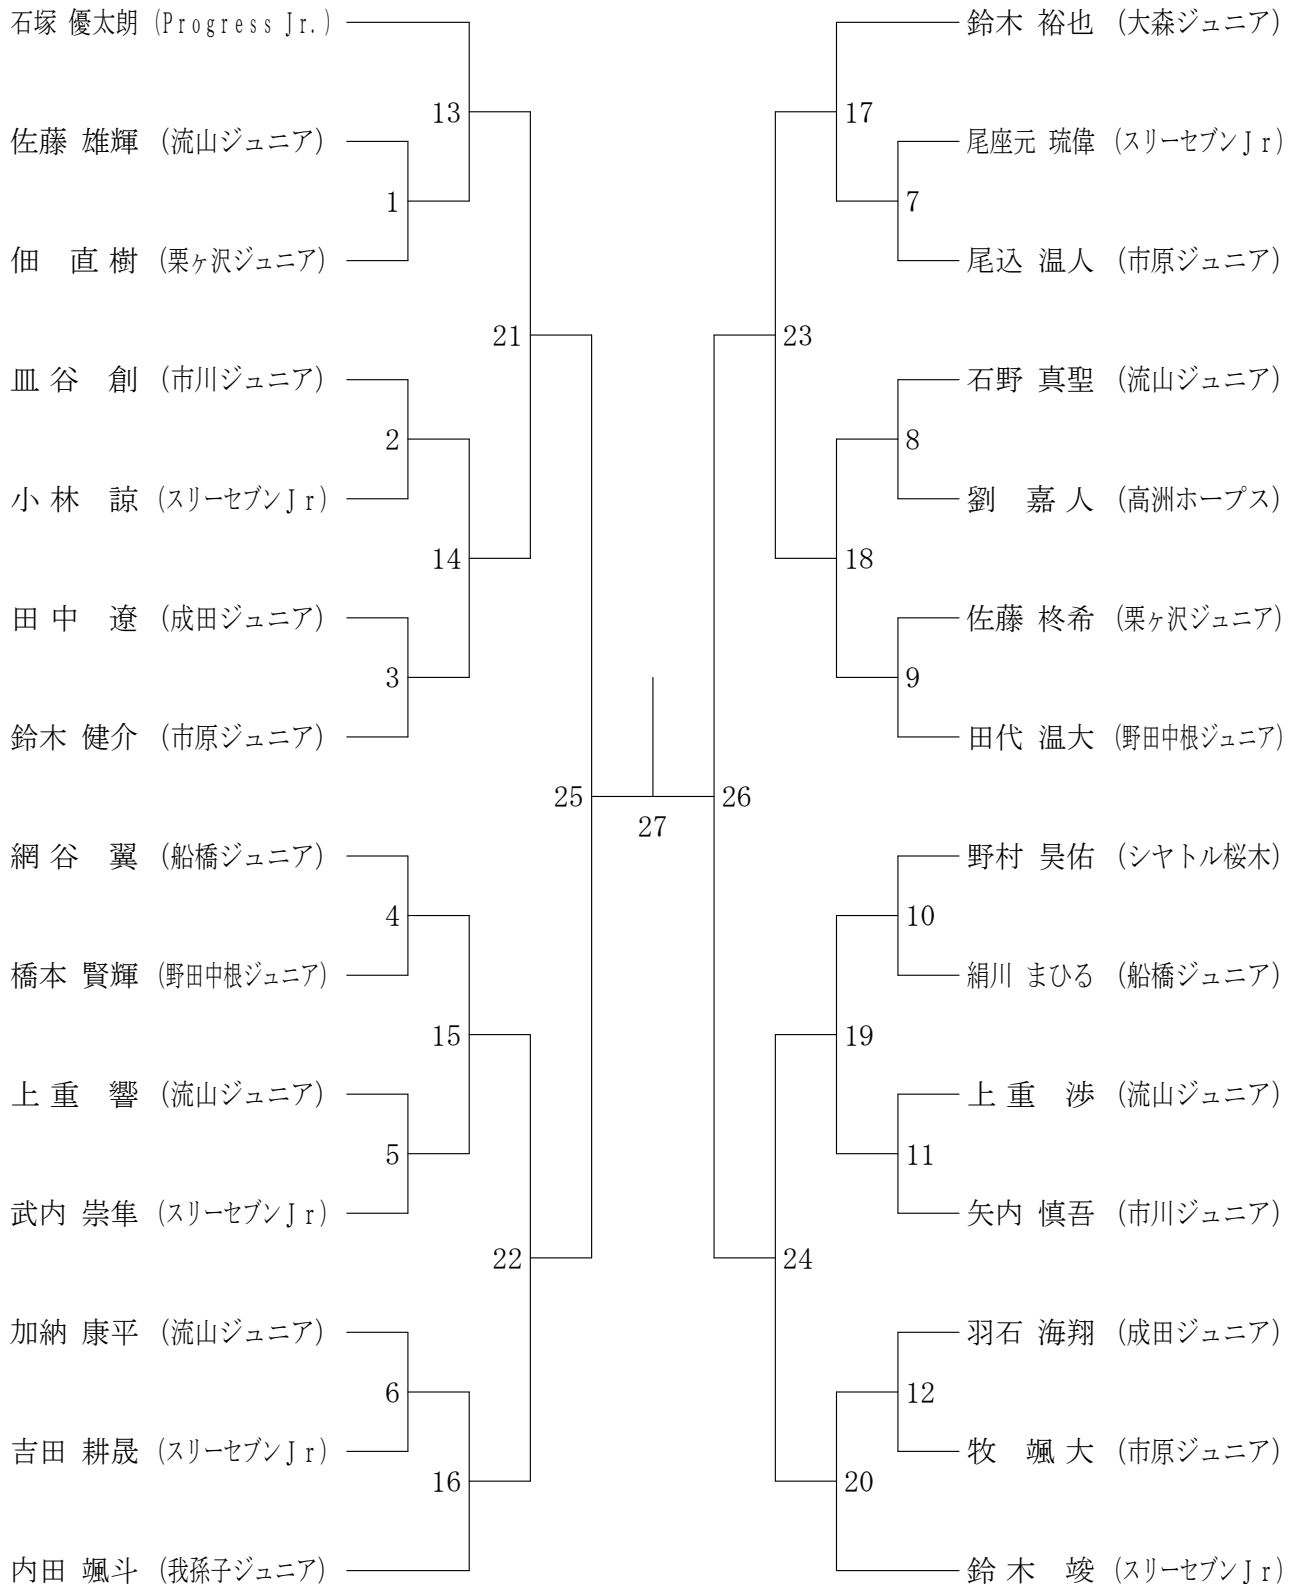 石塚 優太朗 (Progress Jr.)
13
佐藤 雄輝 (流山ジュニア)
1
佃 直樹 (栗ヶ沢ジュニア)
21
皿谷 創 (市川ジュニア)
2
小林 諒 (スリーセブンJr)
14
田中 遼 (成田ジュニア)
3
鈴木 健介 (市原ジュニア)
25
網谷 翼 (船橋ジュニア)
4
橋本 賢輝 (野田中根ジュニア)
15
上重 響 (流山ジュニア)
5
武内 崇隼 (スリーセブンJr)
22
加納 康平 (流山ジュニア)
6
吉田 耕晟 (スリーセブンJr)
16
内田 颯斗 (我孫子ジュニア)
27
鈴木 裕也 (大森ジュニア)
17
尾座元 琉偉 (スリーセブンJr)
7
尾込 温人 (市原ジュニア)
23
石野 真聖 (流山ジュニア)
8
劉 嘉人 (高洲ホープス)
18
佐藤 柊希 (栗ヶ沢ジュニア)
9
田代 温大 (野田中根ジュニア)
26
野村 昊佑 (シヤトル桜木)
10
絹川 まひる (船橋ジュニア)
19
上重 渉 (流山ジュニア)
11
矢内 慎吾 (市川ジュニア)
24
羽石 海翔 (成田ジュニア)
12
牧 颯大 (市原ジュニア)
20
鈴木 竣 (スリーセブンJr)